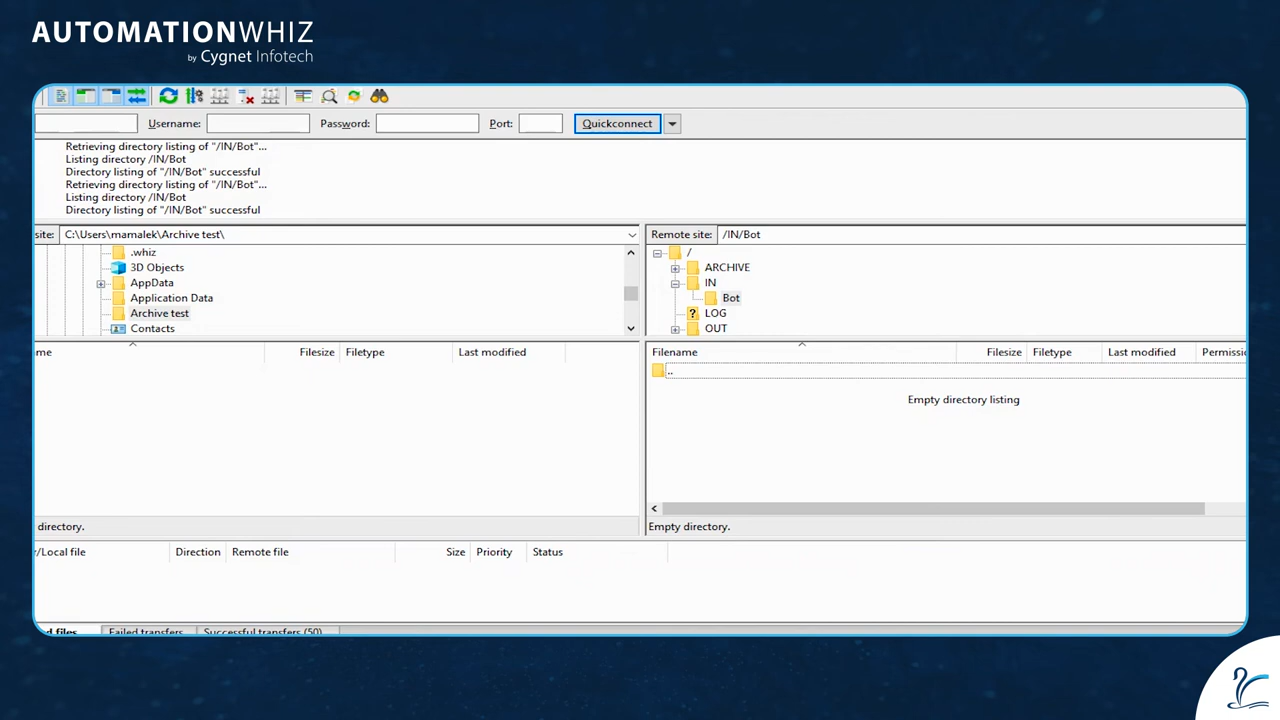 AUTOMATIONWHIZ
by Cygnet Infotech
Username:
Password:
Port:
Quickconnect
Retrieving directory listing of "/IN/Bot"...
Listing directory /IN/Bot
Directory listing of "/IN/Bot" successful
Retrieving directory listing of "/IN/Bot"...
Listing directory /IN/Bot
Directory listing of "/IN/Bot" successful
site: C:\Users\mamalek\Archive test\
.whiz
3D Objects
AppData
Application Data
Archive test
Contacts
Remote site: /IN/Bot
/
ARCHIVE
IN
Bot
? LOG
OUT
me Filesize Filetype Last modified
directory.
Filename Filesize Filetype Last modified Permissic
..
Empty directory listing
Empty directory.
/Local file Direction Remote file Size Priority Status
d files Failed transfers Successful transfers (50)